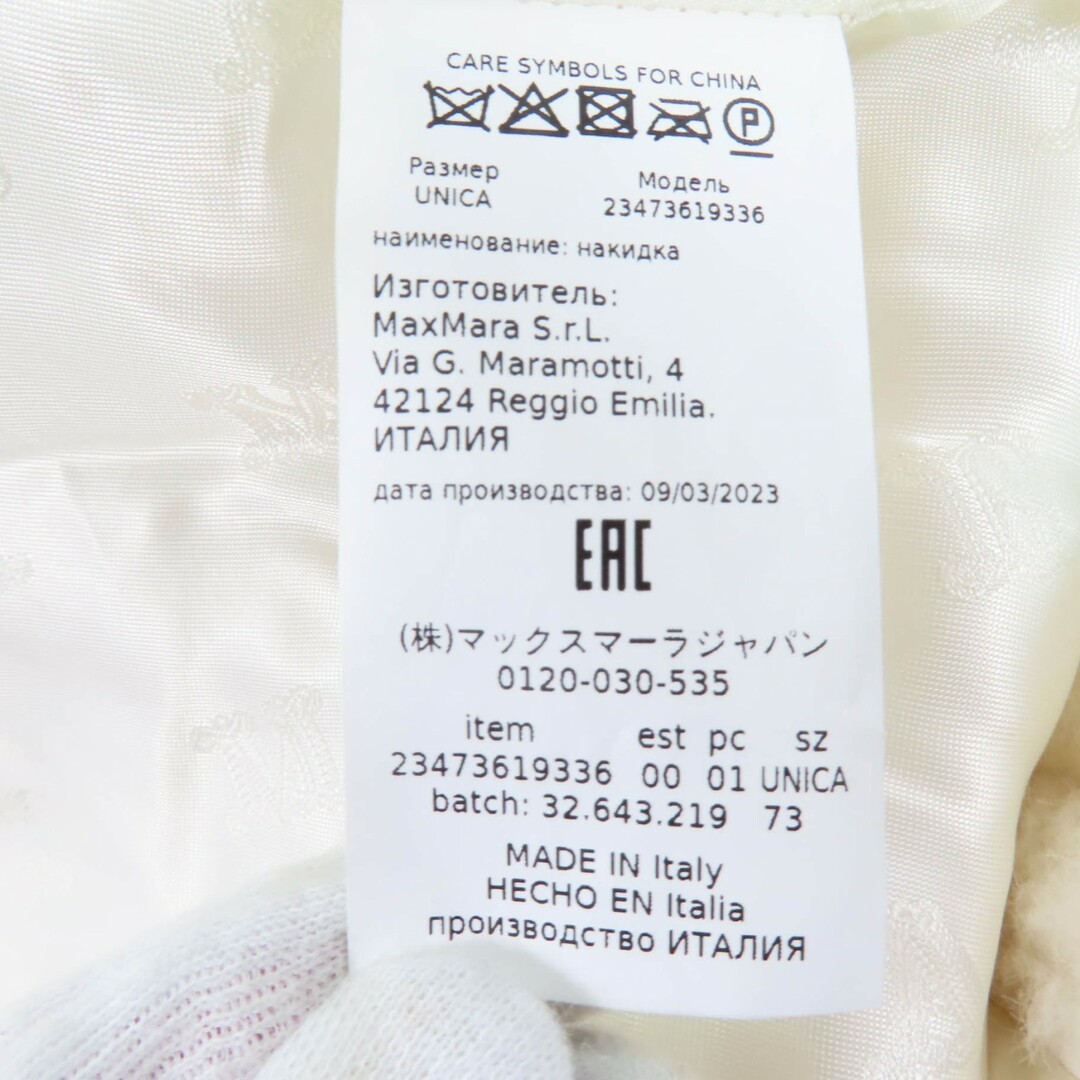 CARE SYMBOLS FOR CHINA
P
Размер Модель
UNICA 23473619336
наименование: накидка
Изготовитель:
MaxMara S.r.L.
Via G. Maramotti, 4
42124 Reggio Emilia.
ИТАЛИЯ
дата производства: 09/03/2023
EAC
(株)マックスマーラジャパン
0120-030-535
item est pc sz
23473619336 00 01 UNICA
batch: 32.643.219 73
MADE IN Italy
HECHO EN Italia
производство ИТАЛИЯ